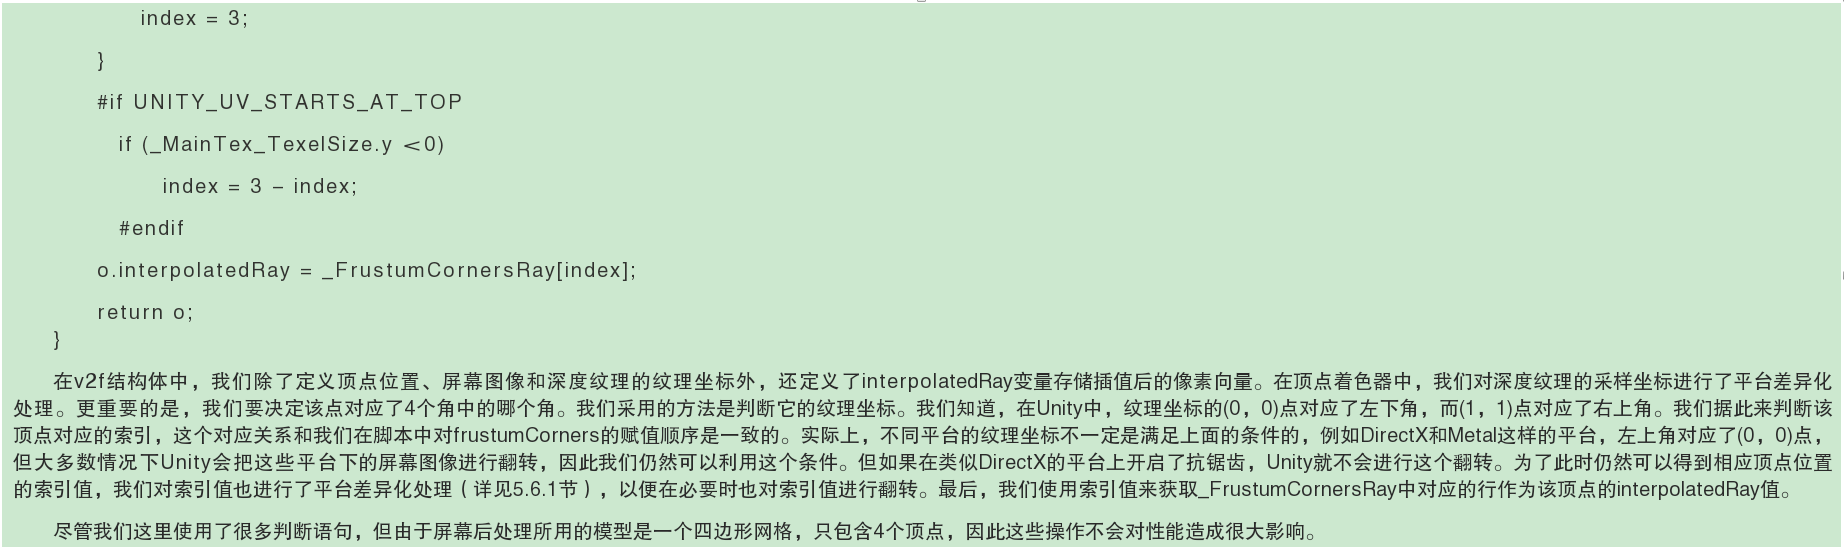 index = 3;
}
#if UNITY_UV_STARTS_AT_TOP
if (_MainTex_TexelSize.y <0)
index = 3 - index;
#endif
o.interpolatedRay = _FrustumCornersRay[index];
return o;
}
在v2f结构体中，我们除了定义顶点位置、屏幕图像和深度纹理的纹理坐标外，还定义了interpolatedRay变量存储插值后的像素向量。在顶点着色器中，我们对深度纹理的采样坐标进行了平台差异化
处理。更重要的是，我们要决定该点对应了4个角中的哪个角。我们采用的方法是判断它的纹理坐标。我们知道，在Unity中，纹理坐标的(0，0)点对应了左下角，而(1，1)点对应了右上角。我们据此来判断该
顶点对应的索引，这个对应关系和我们在脚本中对frustumCorners的赋值顺序是一致的。实际上，不同平台的纹理坐标不一定是满足上面的条件的，例如DirectX和Metal这样的平台，左上角对应了(0，0)点，
但大多数情况下Unity会把这些平台下的屏幕图像进行翻转，因此我们仍然可以利用这个条件。但如果在类似DirectX的平台上开启了抗锯齿，Unity就不会进行这个翻转。为了此时仍然可以得到相应顶点位置
的索引值，我们对索引值也进行了平台差异化处理（详见5.6.1节），以便在必要时也对索引值进行翻转。最后，我们使用索引值来获取_FrustumCornersRay中对应的行作为该顶点的interpolatedRay值。
尽管我们这里使用了很多判断语句，但由于屏幕后处理所用的模型是一个四边形网格，只包含4个顶点，因此这些操作不会对性能造成很大影响。